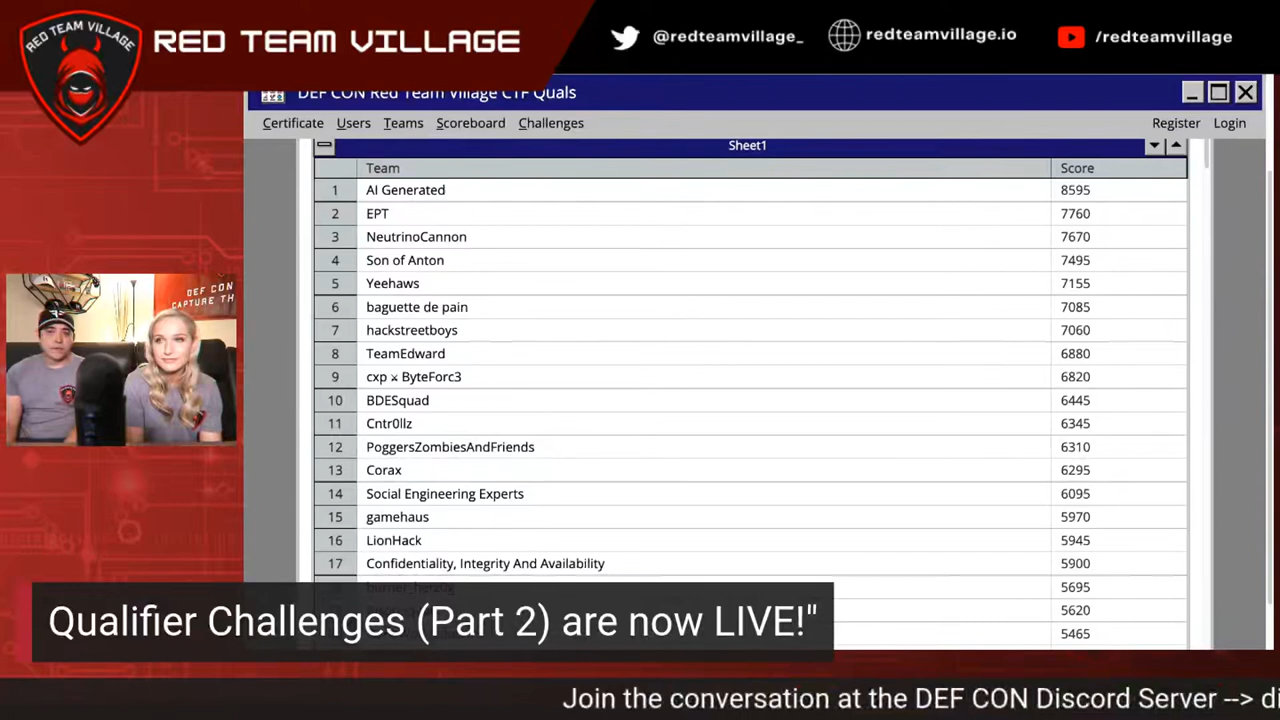 RED TEAM VILLAGE
RED TEAM VILLAGE
@redteamvillage_
redteamvillage.io
/redteamvillage
DEF CON Red Team Village CTF Quals
Certificate Users Teams Scoreboard Challenges Register Login
Sheet1
Team Score
1 AI Generated 8595
2 EPT 7760
3 NeutrinoCannon 7670
4 Son of Anton 7495
5 Yeehaws 7155
6 baguette de pain 7085
7 hackstreetboys 7060
8 TeamEdward 6880
9 cxp x ByteForc3 6820
10 BDESquad 6445
11 Cntr0llz 6345
12 PoggersZombiesAndFriends 6310
13 Corax 6295
14 Social Engineering Experts 6095
15 gamehaus 5970
16 LionHack 5945
17 Confidentiality, Integrity And Availability 5900
5695
5620
5465
DEF CON
CAPTURE TH
Qualifier Challenges (Part 2) are now LIVE!"
Join the conversation at the DEF CON Discord Server --> di